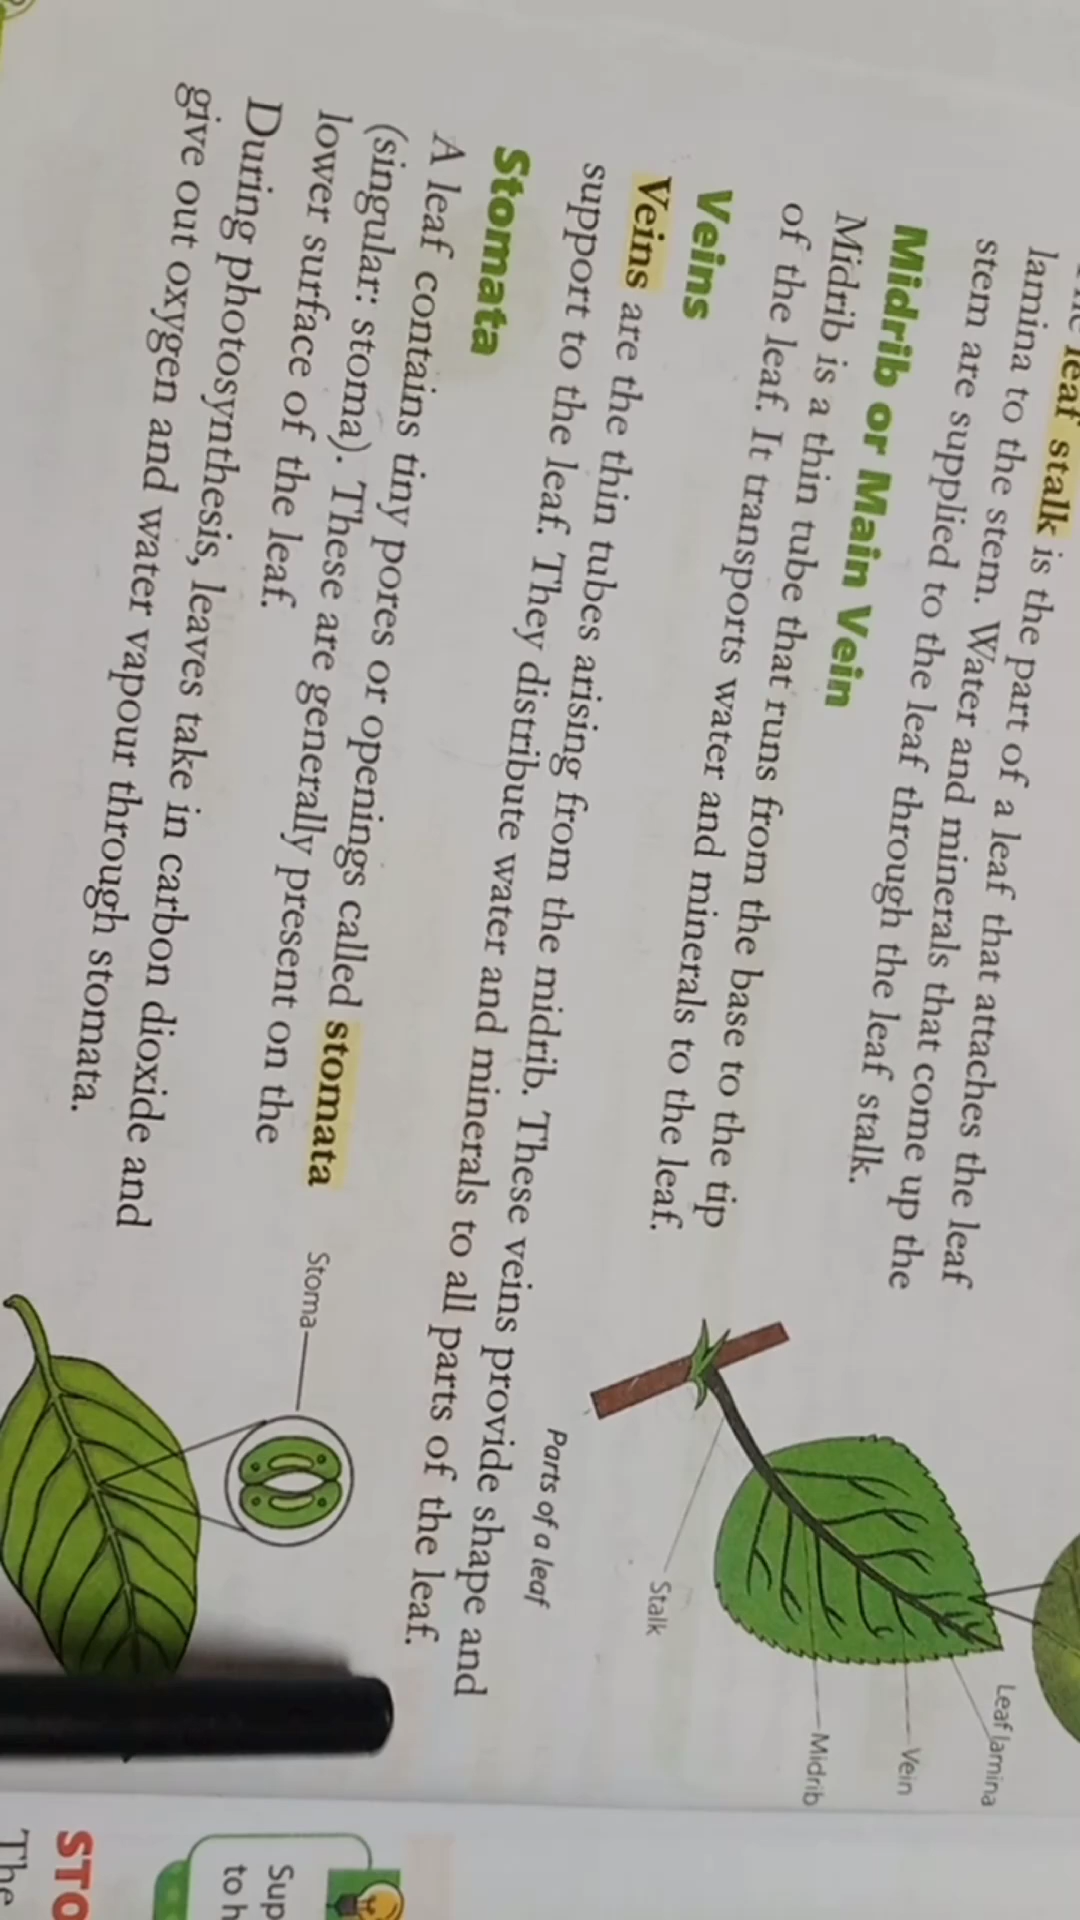 leaf stalk is the part of a leaf that attaches the leaf
lamina to the stem. Water and minerals that come up the
stem are supplied to the leaf through the leaf stalk.
Midrib or Main Vein
Midrib is a thin tube that runs from the base to the tip
of the leaf. It transports water and minerals to the leaf.
Leaf lamina
Vein
Midrib
Stalk
Parts of a leaf
Veins
Veins are the thin tubes arising from the midrib. These veins provide shape and
support to the leaf. They distribute water and minerals to all parts of the leaf.
Stomata
A leaf contains tiny pores or openings called stomata
(singular: stoma). These are generally present on the
lower surface of the leaf.
During photosynthesis, leaves take in carbon dioxide and
give out oxygen and water vapour through stomata.
Stoma
Sup
to h
STO
The